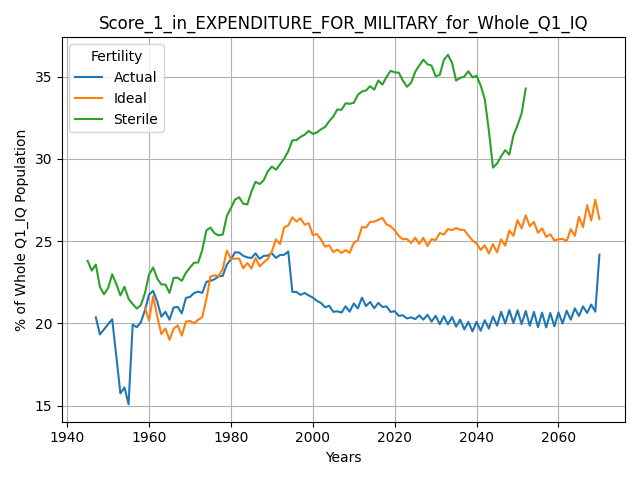 Score_1_in_EXPENDITURE_FOR_MILITARY_for_Whole_Q1_IQ
Fertility
Actual
Ideal
Sterile
% of Whole Q1_IQ Population
35
30
25
20
15
1940
1960
1980
2000
2020
2040
2060
Years